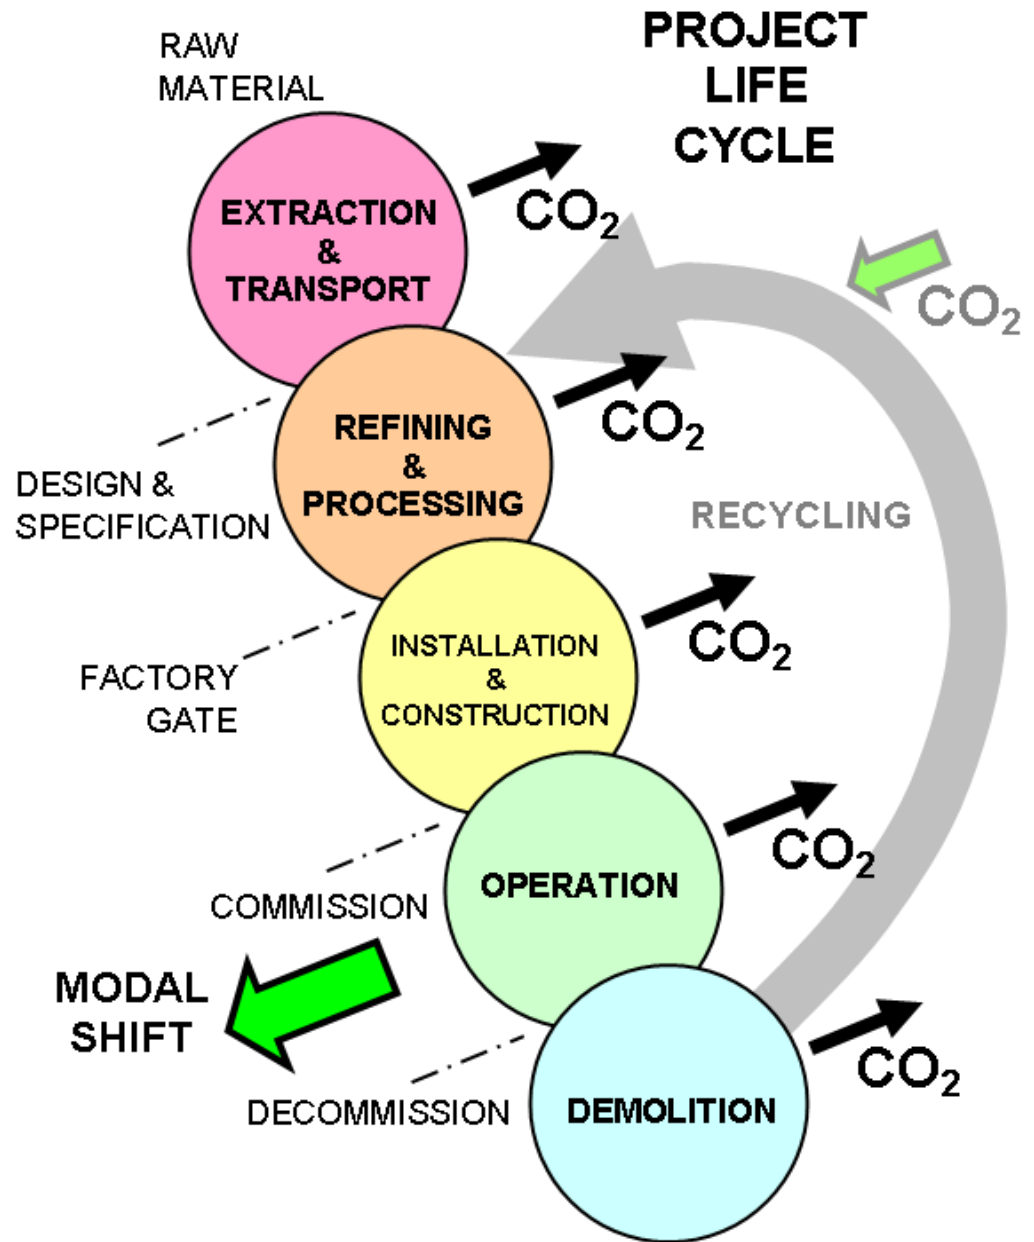 PROJECT
LIFE
CYCLE
RAW
MATERIAL
EXTRACTION
&
TRANSPORT
CO₂
CO₂
DESIGN &
SPECIFICATION
REFINING
&
PROCESSING
CO₂
RECYCLING
FACTORY
GATE
INSTALLATION
&
CONSTRUCTION
CO₂
COMMISSION
OPERATION
CO₂
MODAL
SHIFT
DECOMMISSION
DEMOLITION
CO₂